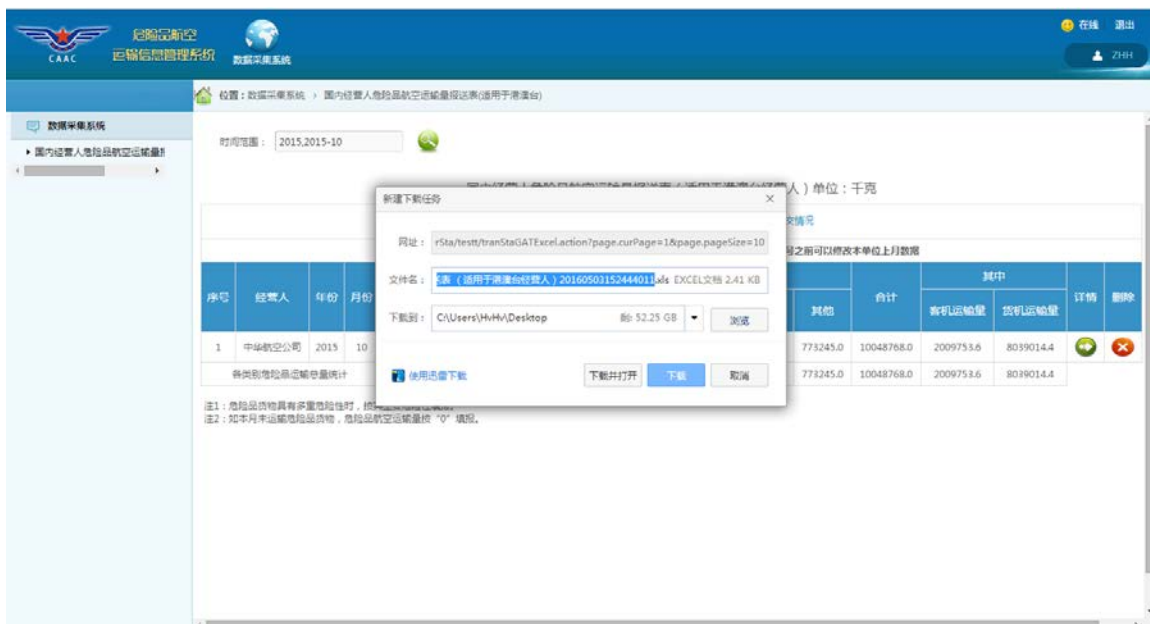 危险品航空
运输信息管理系统
CAAC
数据采集系统
在线 退出
ZHH
位置：数据采集系统 › 国内经营人危险品航空运输量报送表(适用于港澳台)
数据采集系统
国内经营人危险品航空运输量
时间范围： 2015,2015-10
人）单位：千克
交情况
号之前可以修改本单位上月数据
新建下载任务
网址： rSta/testt/tranStaGATExcel.action?page.curPage=1&page.pageSize=10
文件名： 表 （适用于港澳台经营人）20160503152444011.xls EXCEL文档 2.41 KB
下载到： C:\Users\HvHv\Desktop 剩: 52.25 GB 浏览
使用迅雷下载 下载并打开 下载 取消
序号 经营人 年份 月份 其他 合计 其中 详情 删除
客机运输量 货机运输量
1 中华航空公司 2015 10 773245.0 10048768.0 2009753.6 8039014.4
各类别危险品运输总量统计 773245.0 10048768.0 2009753.6 8039014.4
注1：危险品货物具有多重危险性时，按
注2：如本月未运输危险品货物，危险品航空运输量按“0”填报。